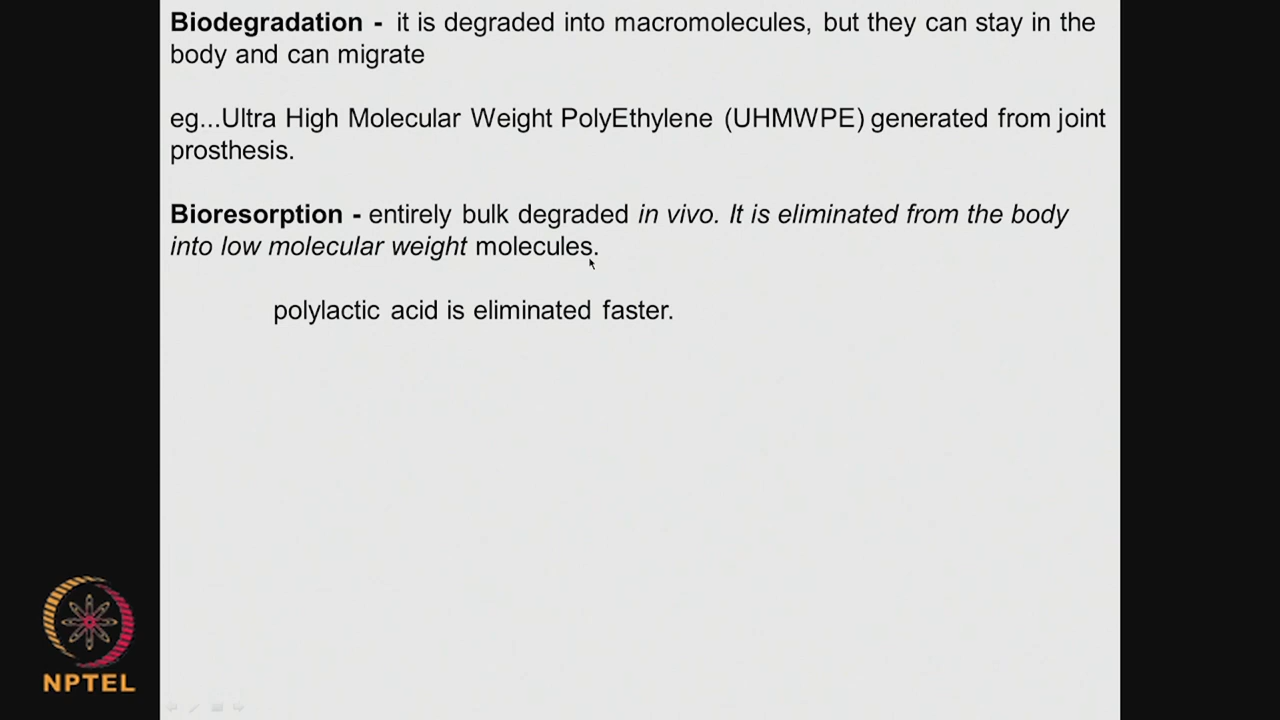 Biodegradation - it is degraded into macromolecules, but they can stay in the
body and can migrate
eg...Ultra High Molecular Weight PolyEthylene (UHMWPE) generated from joint
prosthesis.
Bioresorption - entirely bulk degraded in vivo. It is eliminated from the body
into low molecular weight molecules.
polylactic acid is eliminated faster.
NPTEL